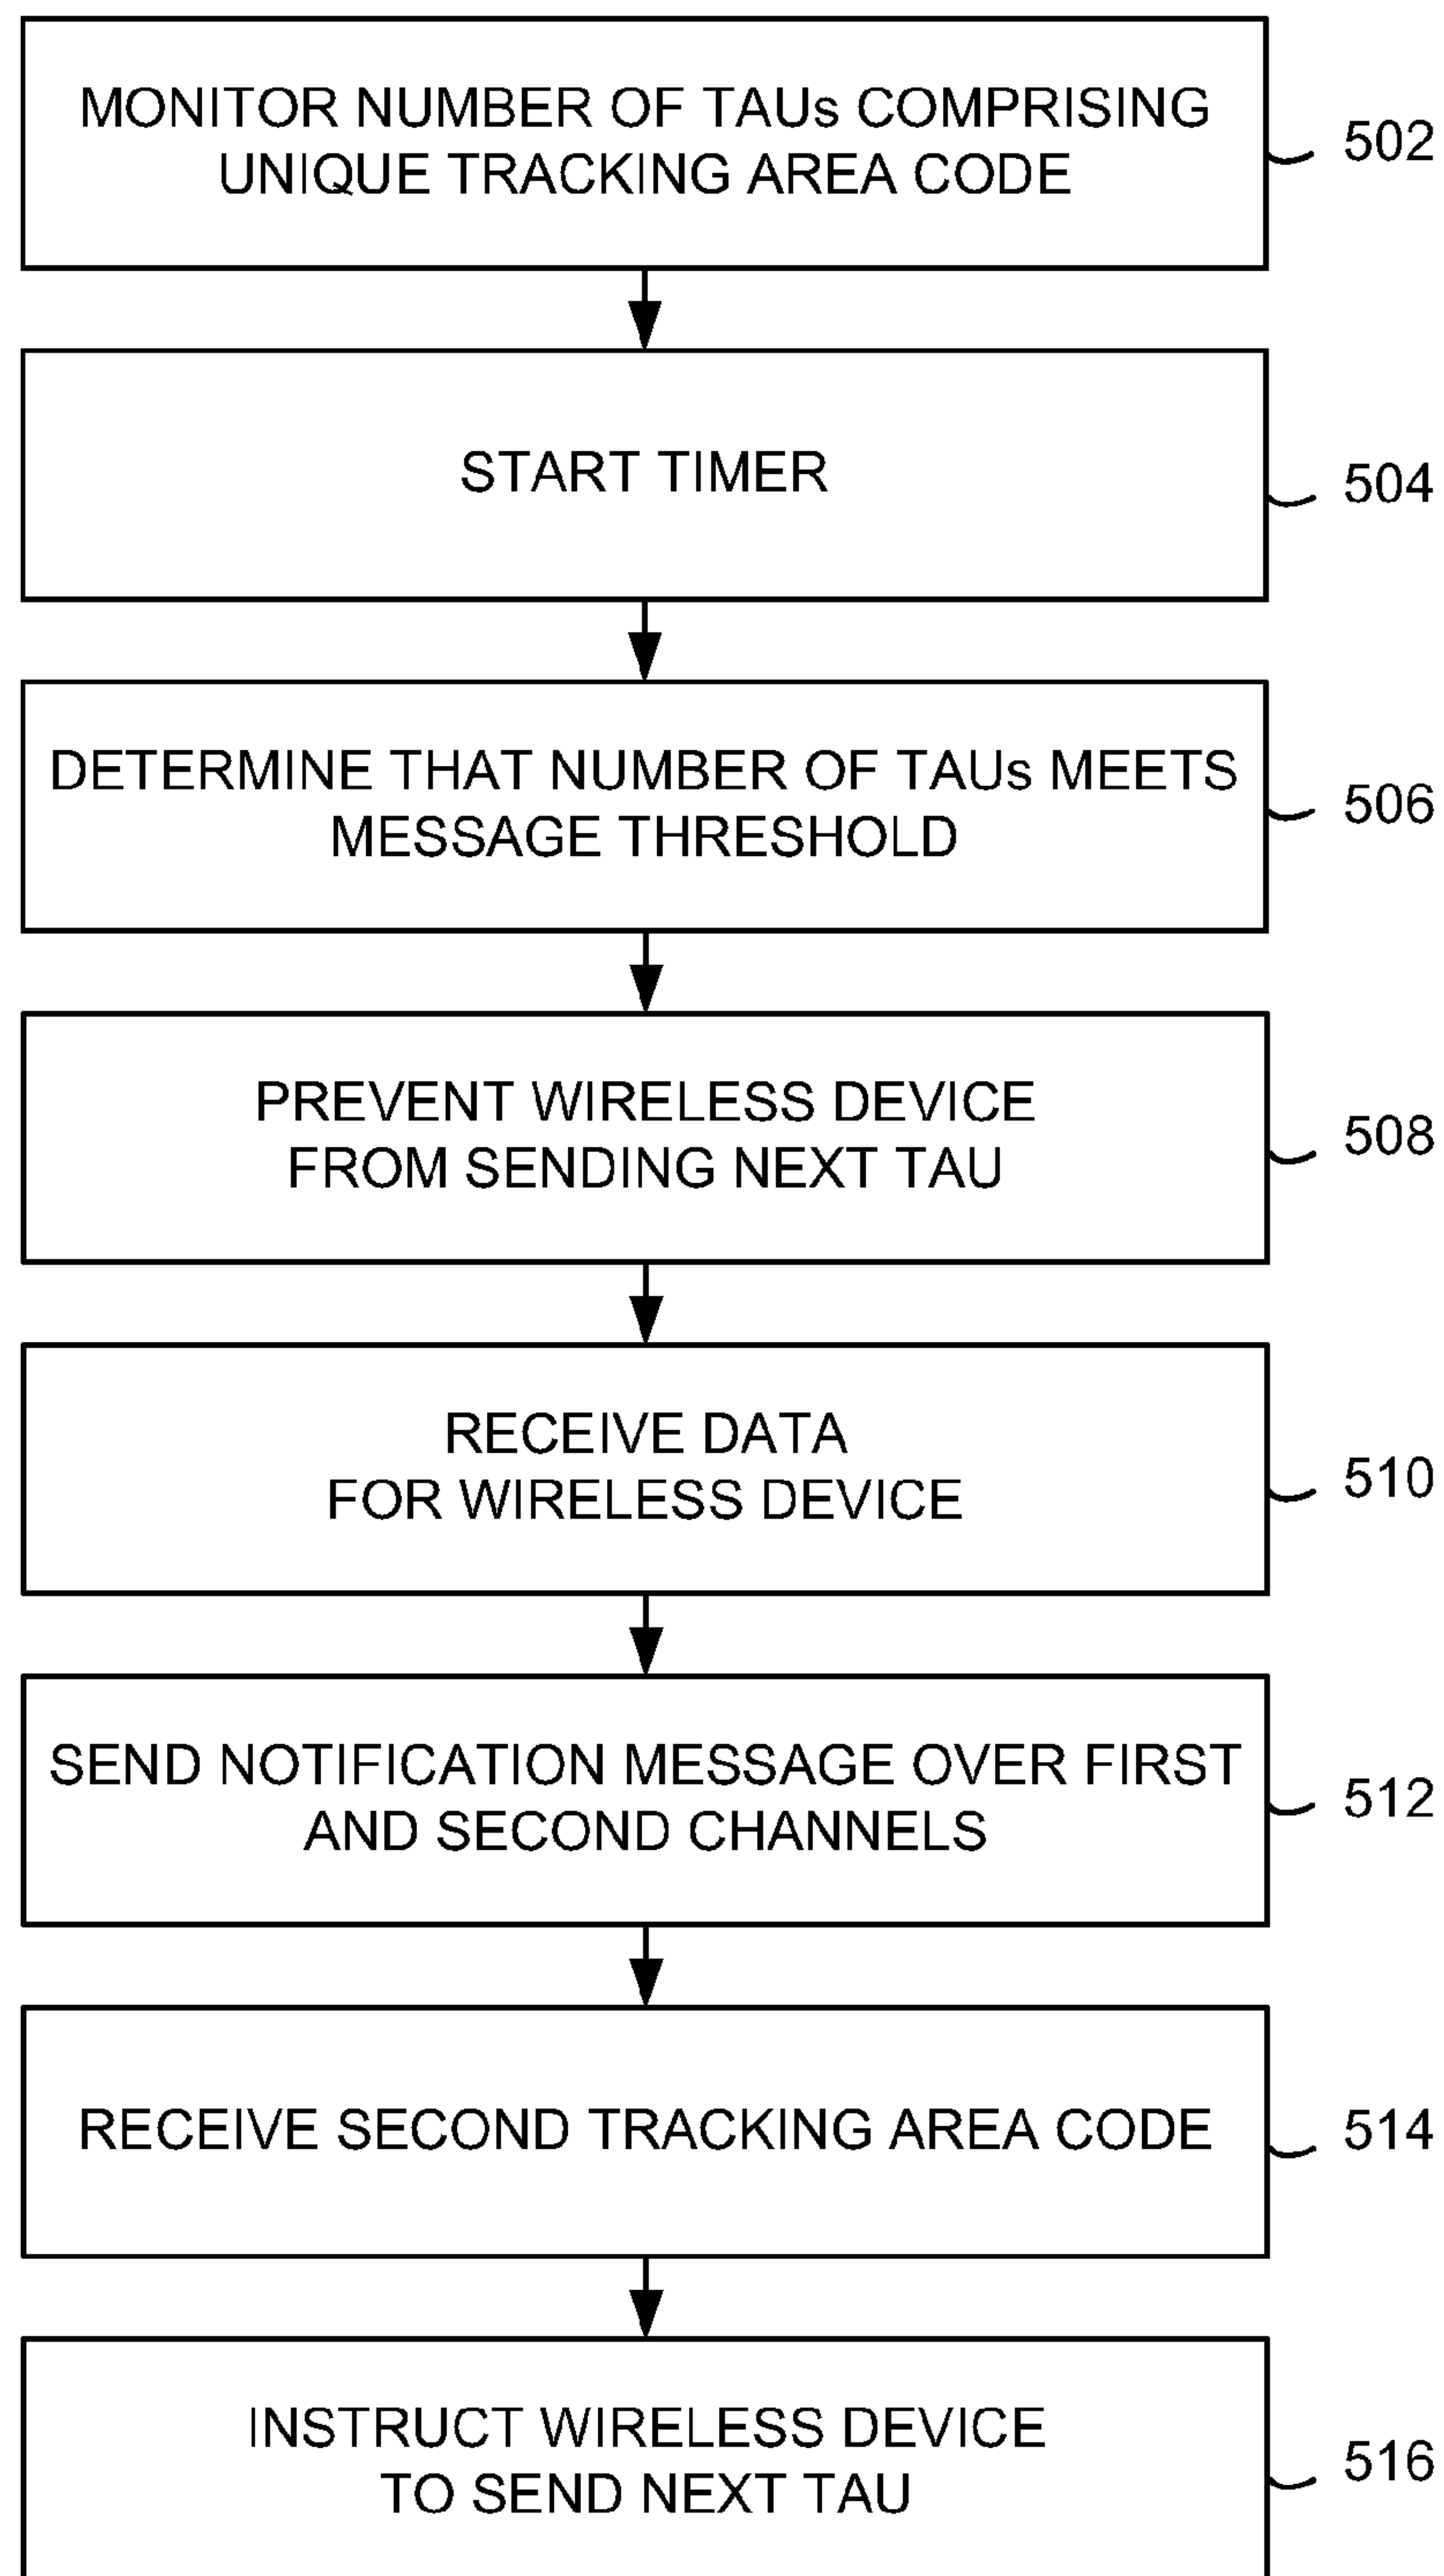 MONITOR NUMBER OF TAUs COMPRISING
UNIQUE TRACKING AREA CODE
502
START TIMER
504
DETERMINE THAT NUMBER OF TAUs MEETS
MESSAGE THRESHOLD
506
PREVENT WIRELESS DEVICE
FROM SENDING NEXT TAU
508
RECEIVE DATA
FOR WIRELESS DEVICE
510
SEND NOTIFICATION MESSAGE OVER FIRST
AND SECOND CHANNELS
512
RECEIVE SECOND TRACKING AREA CODE
514
INSTRUCT WIRELESS DEVICE
TO SEND NEXT TAU
516